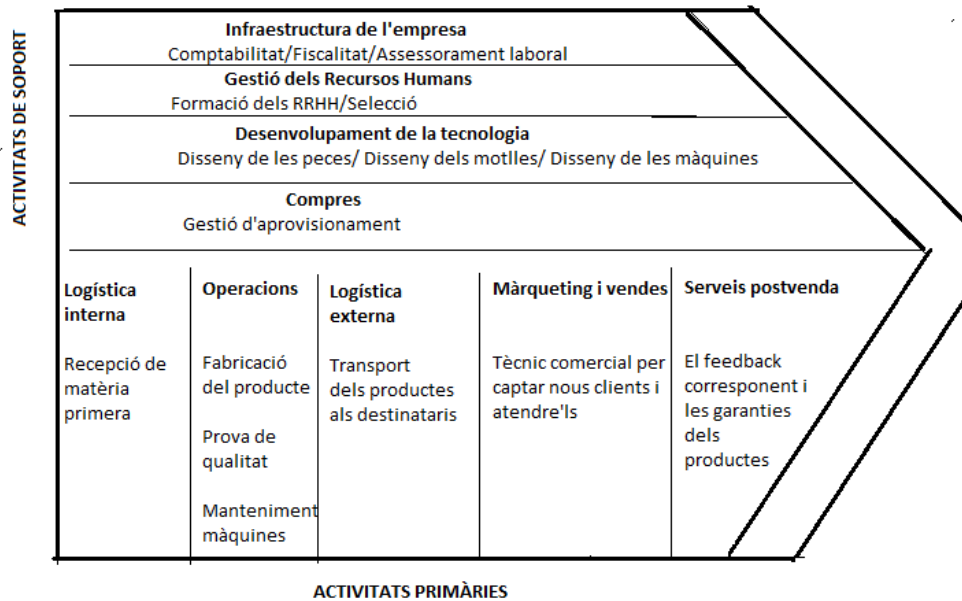 ACTIVITATS DE SOPORT
Infraestructura de l'empresa
Comptabilitat/Fiscalitat/Assessorament laboral
Gestió dels Recursos Humans
Formació dels RRHH/Selecció
Desenvolupament de la tecnologia
Disseny de les peces/ Disseny dels motlles/ Disseny de les màquines
Compres
Gestió d'aprovisionament
Logística
interna
Recepció de
matèria
primera
Operacions
Fabricació
del producte
Prova de
qualitat
Manteniment
màquines
Logística
externa
Transport
dels productes
als destinataris
Màrqueting i vendes
Tècnic comercial per
captar nous clients i
atendre'ls
Serveis postvenda
El feedback
corresponent i
les garanties
dels
productes
ACTIVITATS PRIMÀRIES